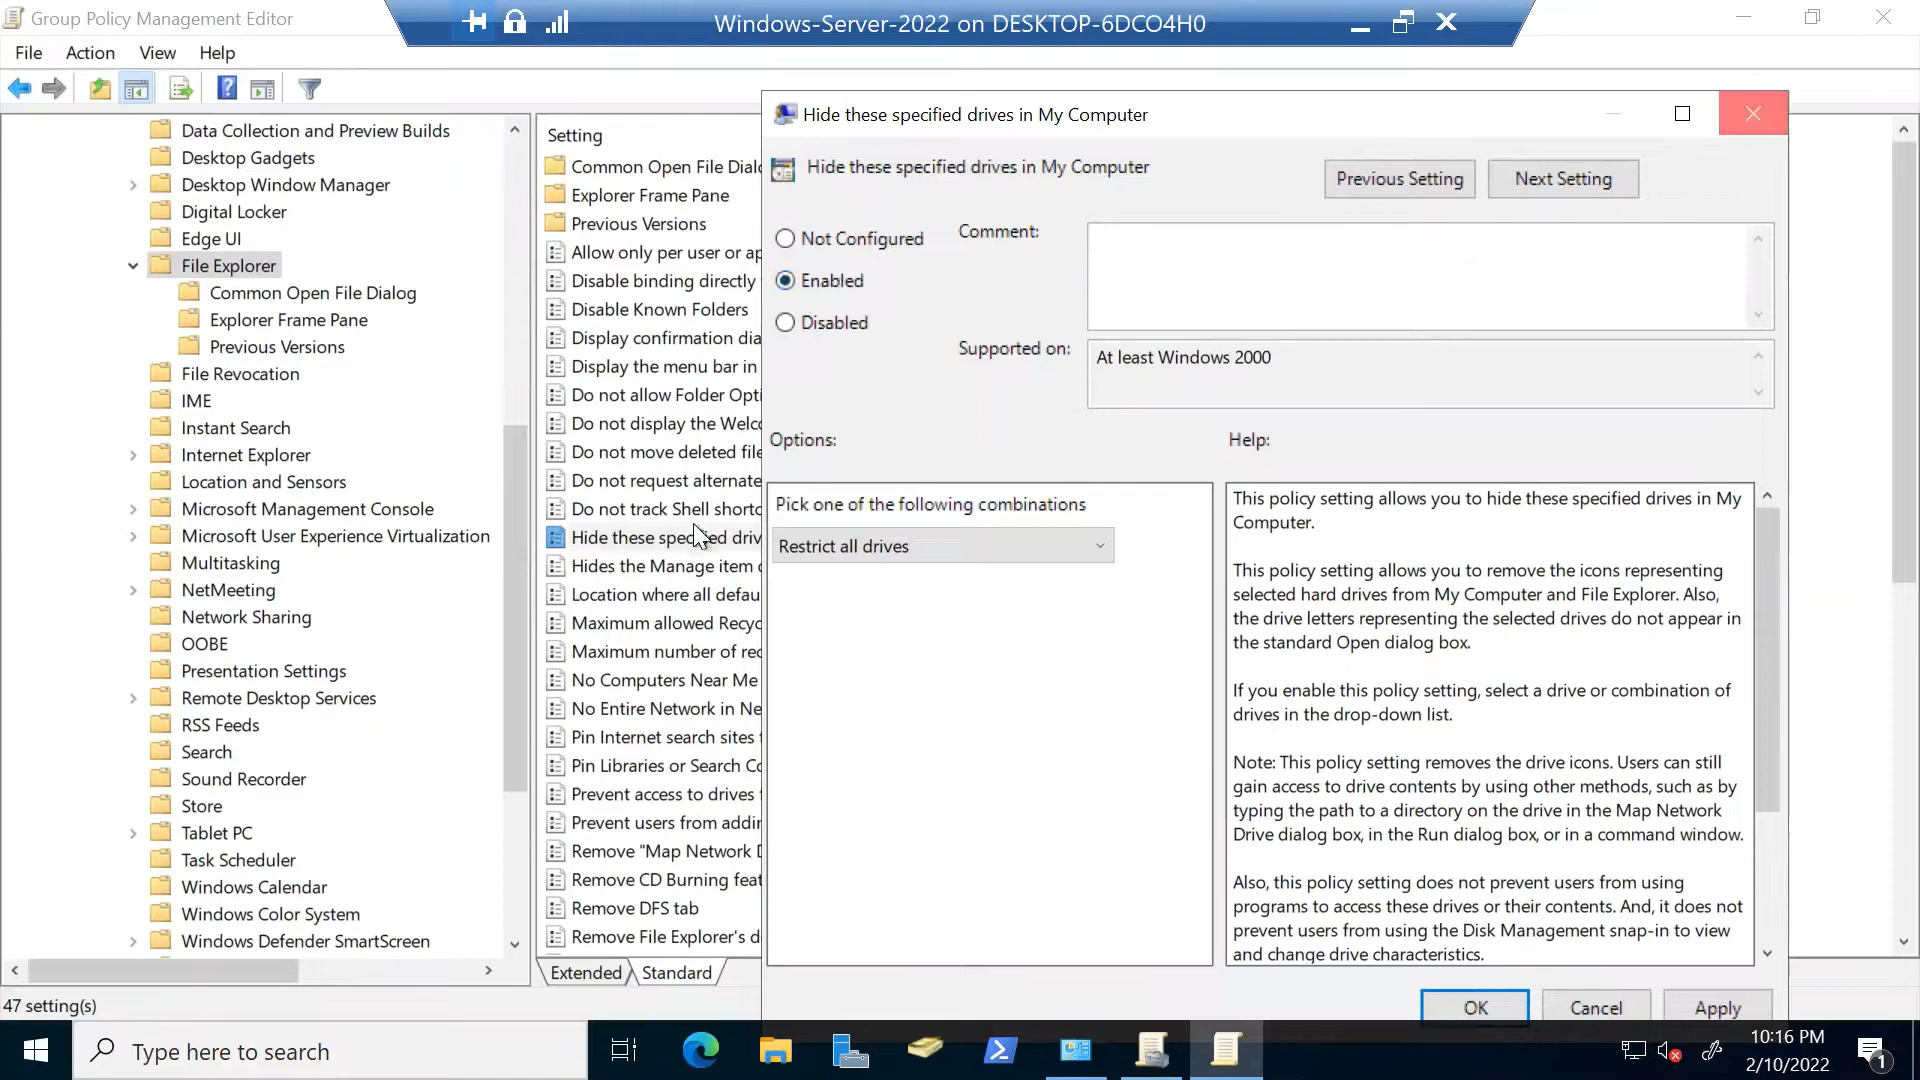 Group Policy Management Editor
Windows-Server-2022 on DESKTOP-6DCO4H0
File Action View Help
Data Collection and Preview Builds
Desktop Gadgets
Desktop Window Manager
Digital Locker
Edge UI
File Explorer
Common Open File Dialog
Explorer Frame Pane
Previous Versions
File Revocation
IME
Instant Search
Internet Explorer
Location and Sensors
Microsoft Management Console
Microsoft User Experience Virtualization
Multitasking
NetMeeting
Network Sharing
OOBE
Presentation Settings
Remote Desktop Services
RSS Feeds
Search
Sound Recorder
Store
Tablet PC
Task Scheduler
Windows Calendar
Windows Color System
Windows Defender SmartScreen
47 setting(s)
Setting
Common Open File Dialo
Explorer Frame Pane
Previous Versions
Allow only per user or ap
Disable binding directly
Disable Known Folders
Display confirmation dia
Display the menu bar in
Do not allow Folder Opti
Do not display the Welco
Do not move deleted file
Do not request alternate
Do not track Shell shortc
Hide these specified driv
Hides the Manage item
Location where all defau
Maximum allowed Recyc
Maximum number of rec
No Computers Near Me
No Entire Network in Ne
Pin Internet search sites
Pin Libraries or Search Co
Prevent access to drives
Prevent users from addin
Remove "Map Network D
Remove CD Burning feat
Remove DFS tab
Remove File Explorer's d
Extended Standard
Hide these specified drives in My Computer
Hide these specified drives in My Computer
Previous Setting Next Setting
Not Configured
Enabled
Disabled
Comment:
Supported on:
At least Windows 2000
Options:
Help:
Pick one of the following combinations
Restrict all drives
This policy setting allows you to hide these specified drives in My
Computer.
This policy setting allows you to remove the icons representing
selected hard drives from My Computer and File Explorer. Also,
the drive letters representing the selected drives do not appear in
the standard Open dialog box.
If you enable this policy setting, select a drive or combination of
drives in the drop-down list.
Note: This policy setting removes the drive icons. Users can still
gain access to drive contents by using other methods, such as by
typing the path to a directory on the drive in the Map Network
Drive dialog box, in the Run dialog box, or in a command window.
Also, this policy setting does not prevent users from using
programs to access these drives or their contents. And, it does not
prevent users from using the Disk Management snap-in to view
and change drive characteristics.
OK Cancel Apply
Type here to search
10:16 PM
2/10/2022
1